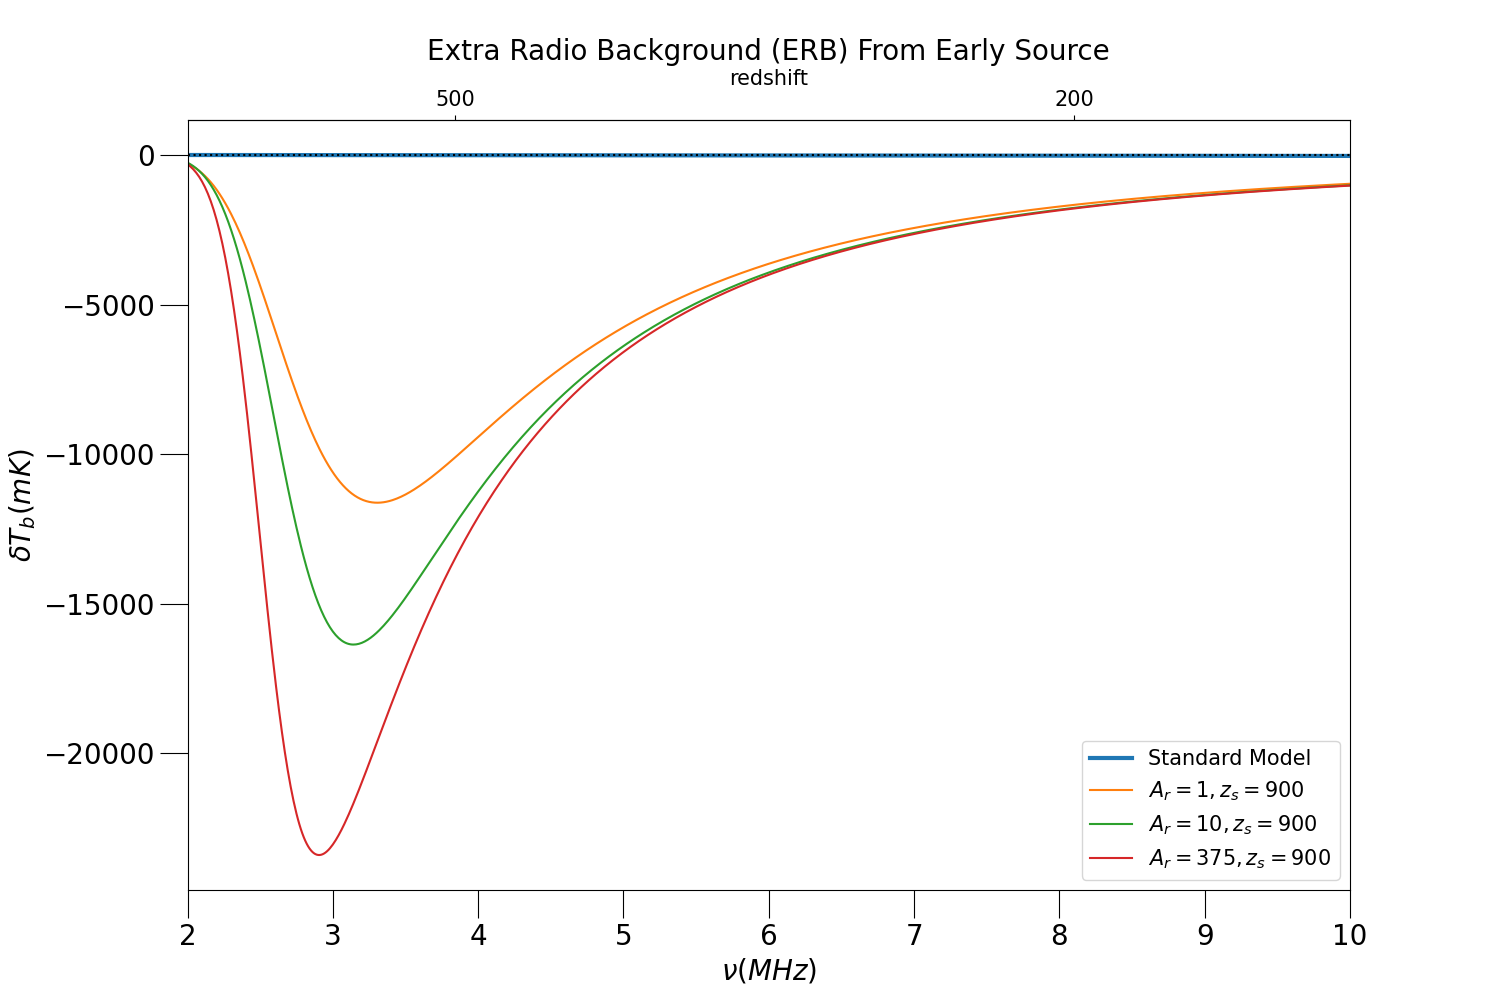 Extra Radio Background (ERB) From Early Source
redshift
500 200
0
−5000
−10000
−15000
−20000
δT_b(mK)
2 3 4 5 6 7 8 9 10
ν(MHz)
Standard Model
A_r = 1, z_s = 900
A_r = 10, z_s = 900
A_r = 375, z_s = 900